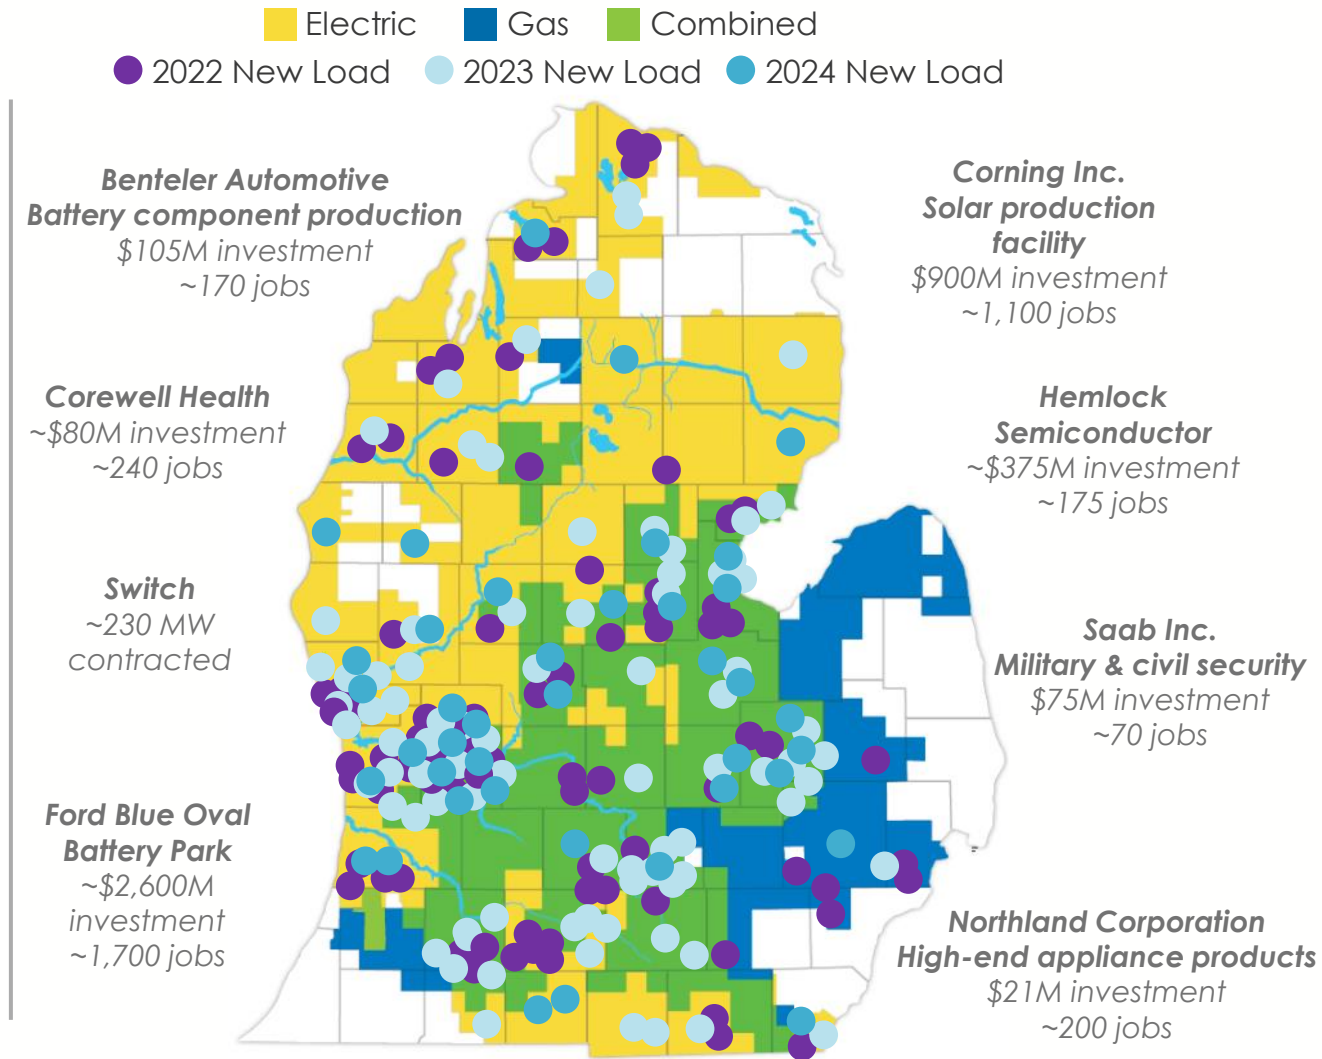 Electric Gas Combined
2022 New Load 2023 New Load 2024 New Load
Benteler Automotive
Battery component production
$105M investment
~170 jobs
Corewell Health
~$80M investment
~240 jobs
Switch
~230 MW
contracted
Ford Blue Oval
Battery Park
~$2,600M
investment
~1,700 jobs
Corning Inc.
Solar production
facility
$900M investment
~1,100 jobs
Hemlock
Semiconductor
~$375M investment
~175 jobs
Saab Inc.
Military & civil security
$75M investment
~70 jobs
Northland Corporation
High-end appliance products
$21M investment
~200 jobs